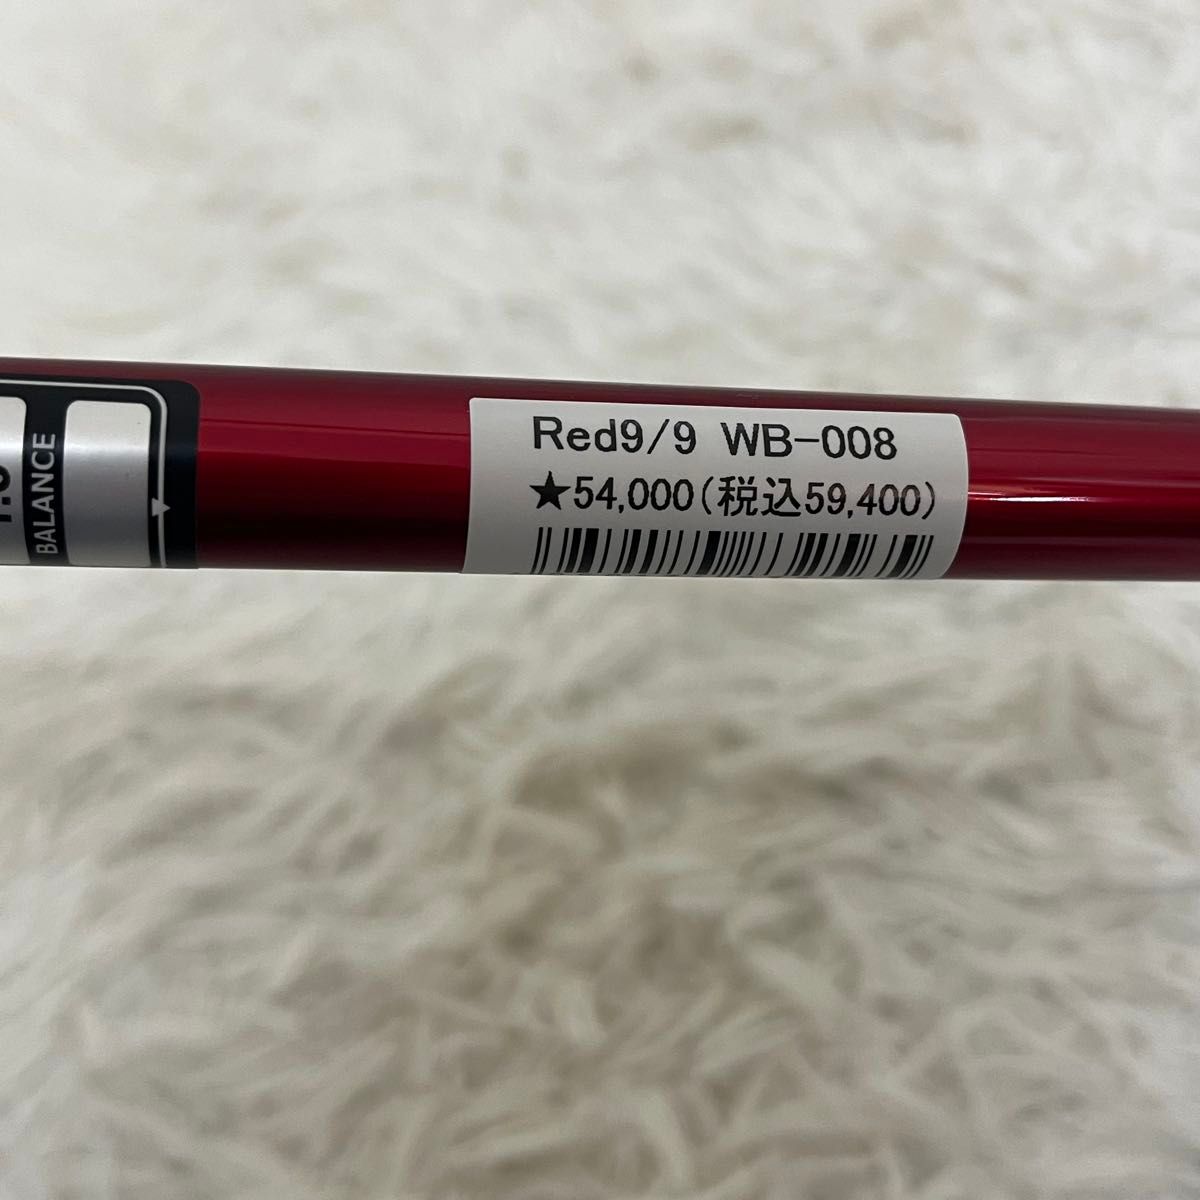 Red9/9 WB-008
★54,000(税込59,400)
BALANCE